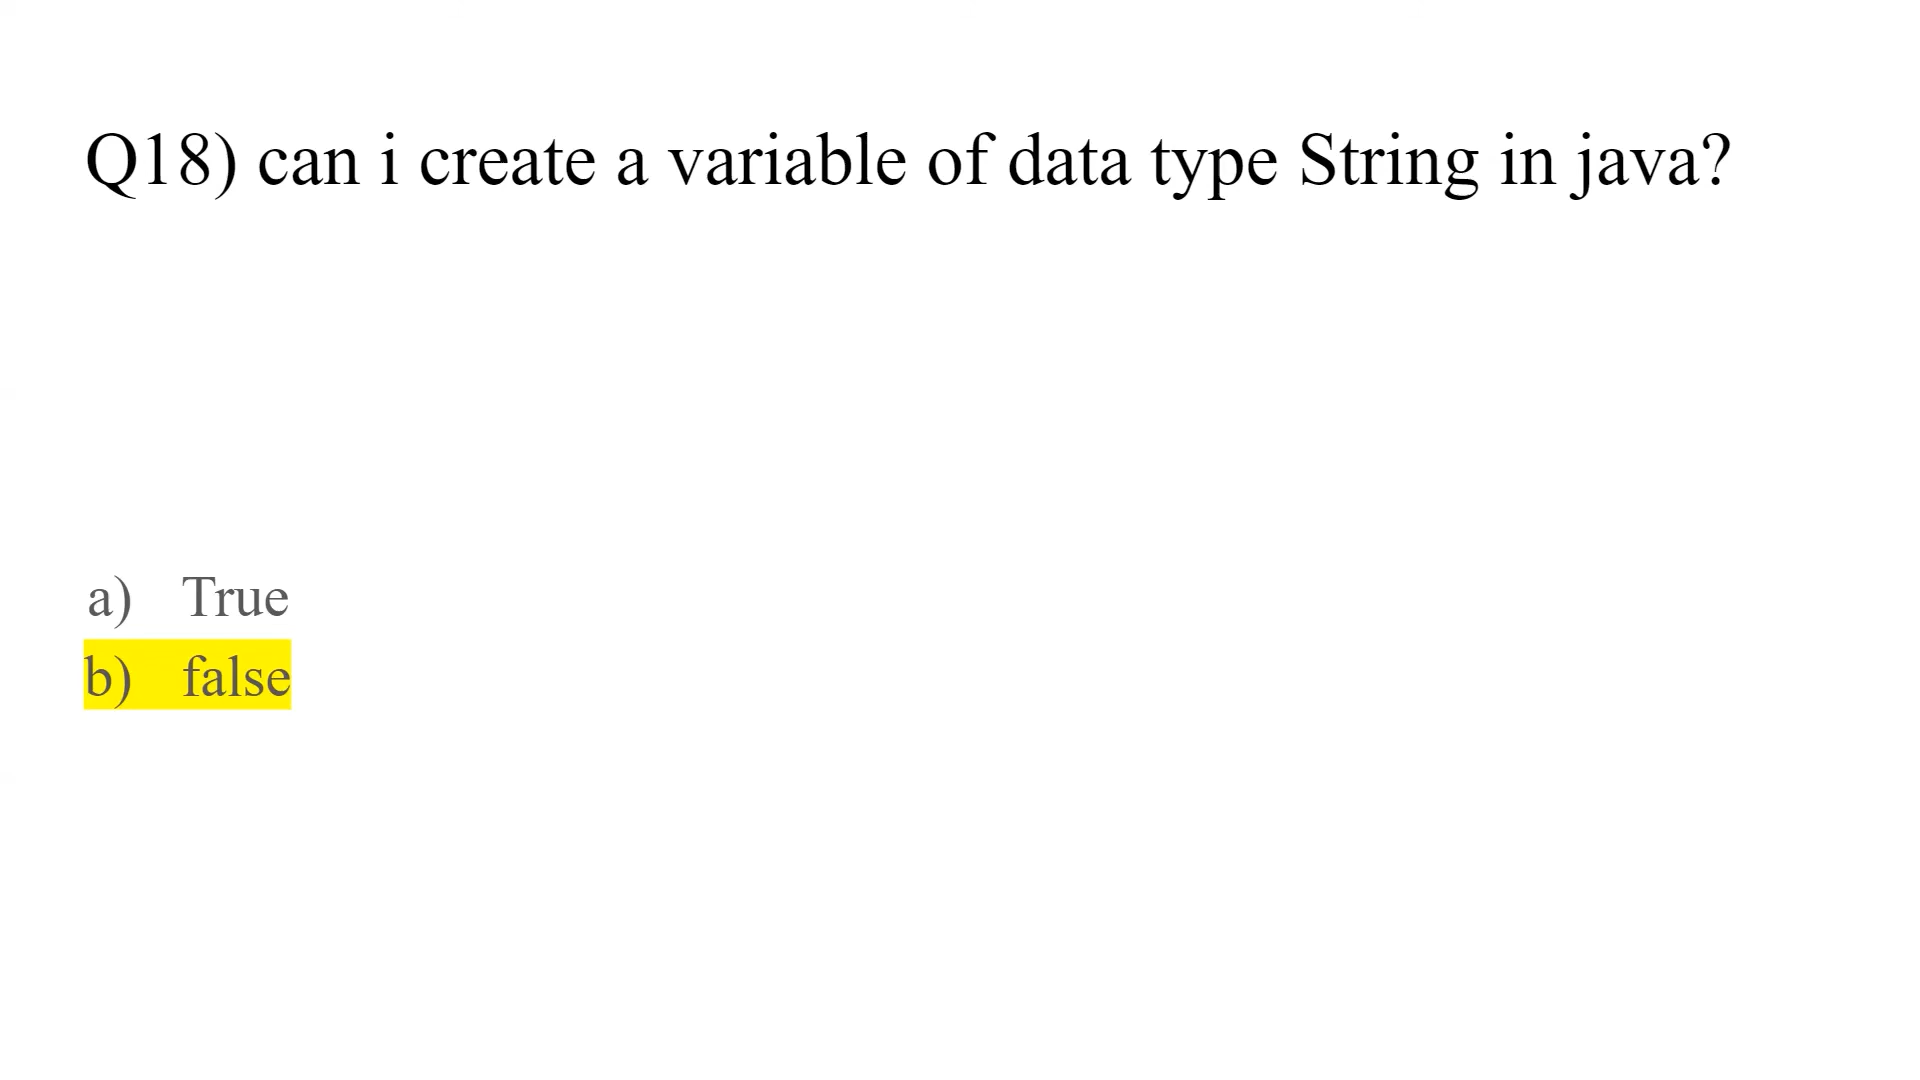 Q18) can i create a variable of data type String in java?
a) True
b) false